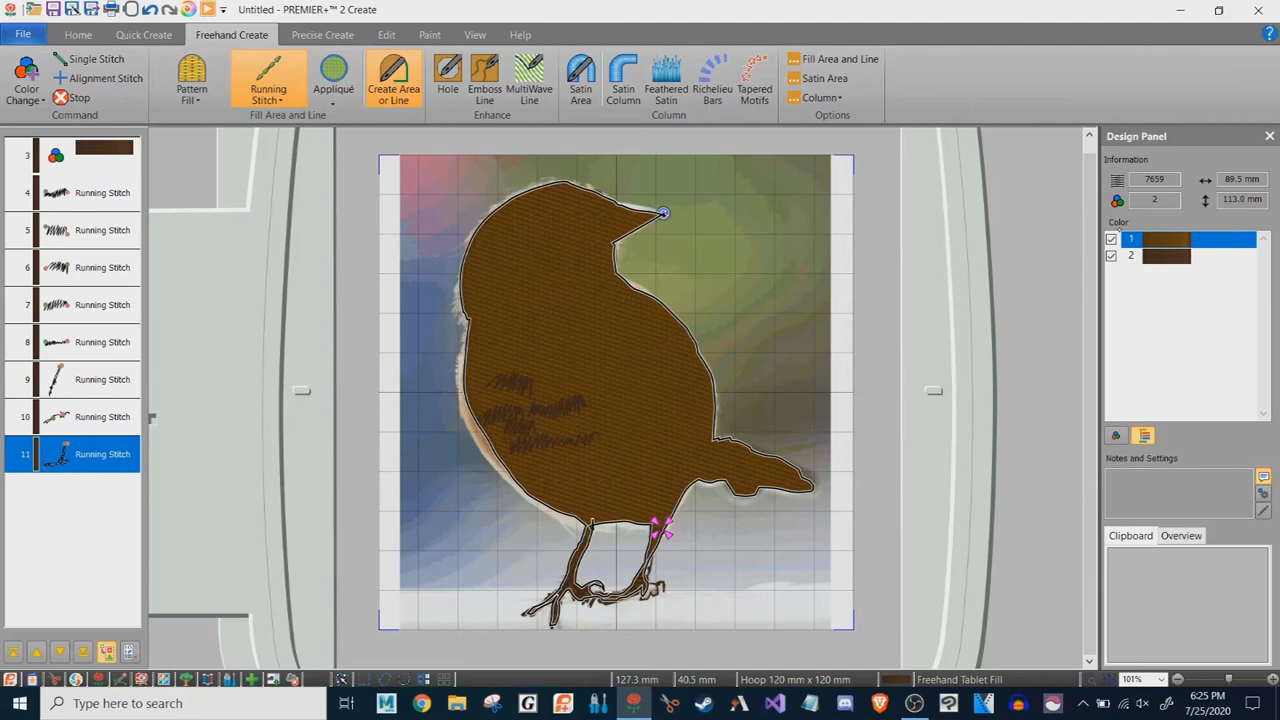 Untitled - PREMIER+™ 2 Create
File Home Quick Create Freehand Create Precise Create Edit Paint View Help
Color Change
Single Stitch
Alignment Stitch
Stop
Command
Pattern Fill
Running Stitch
Appliqué
Create Area or Line
Fill Area and Line
Hole
Emboss Line
MultiWave Line
Enhance
Satin Area
Satin Column
Feathered Satin
Richelieu Bars
Tapered Motifs
Column
Fill Area and Line
Satin Area
Column
Options
3
4 Running Stitch
5 Running Stitch
6 Running Stitch
7 Running Stitch
8 Running Stitch
9 Running Stitch
10 Running Stitch
11 Running Stitch
Design Panel
Information
7659 89.5 mm
2 113.0 mm
Color
1
2
Notes and Settings
Clipboard Overview
127.3 mm 40.5 mm Hoop 120 mm x 120 mm Freehand Tablet Fill 101%
Type here to search
6:25 PM
7/25/2020